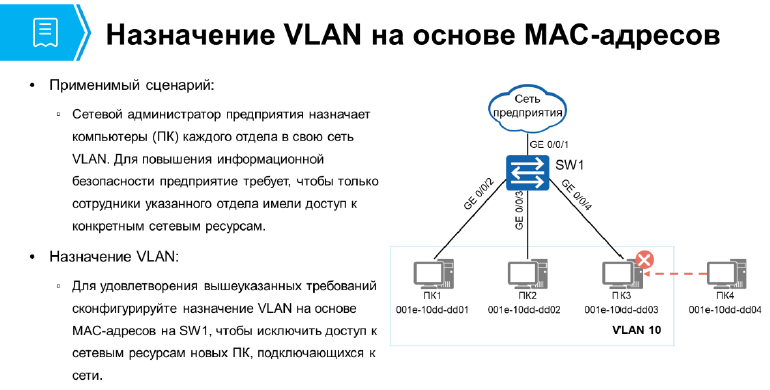 Назначение VLAN на основе MAC-адресов
• Применимый сценарий:
▫ Сетевой администратор предприятия назначает
компьютеры (ПК) каждого отдела в свою сеть
VLAN. Для повышения информационной
безопасности предприятие требует, чтобы только
сотрудники указанного отдела имели доступ к
конкретным сетевым ресурсам.
• Назначение VLAN:
▫ Для удовлетворения вышеуказанных требований
сконфигурируйте назначение VLAN на основе
MAC-адресов на SW1, чтобы исключить доступ к
сетевым ресурсам новых ПК, подключающихся к
сети.
Сеть
предприятия
GE 0/0/1
SW1
GE 0/0/2
GE 0/0/3
GE 0/0/4
ПК1
001e-10dd-dd01
ПК2
001e-10dd-dd02
ПК3
001e-10dd-dd03
ПК4
001e-10dd-dd04
VLAN 10